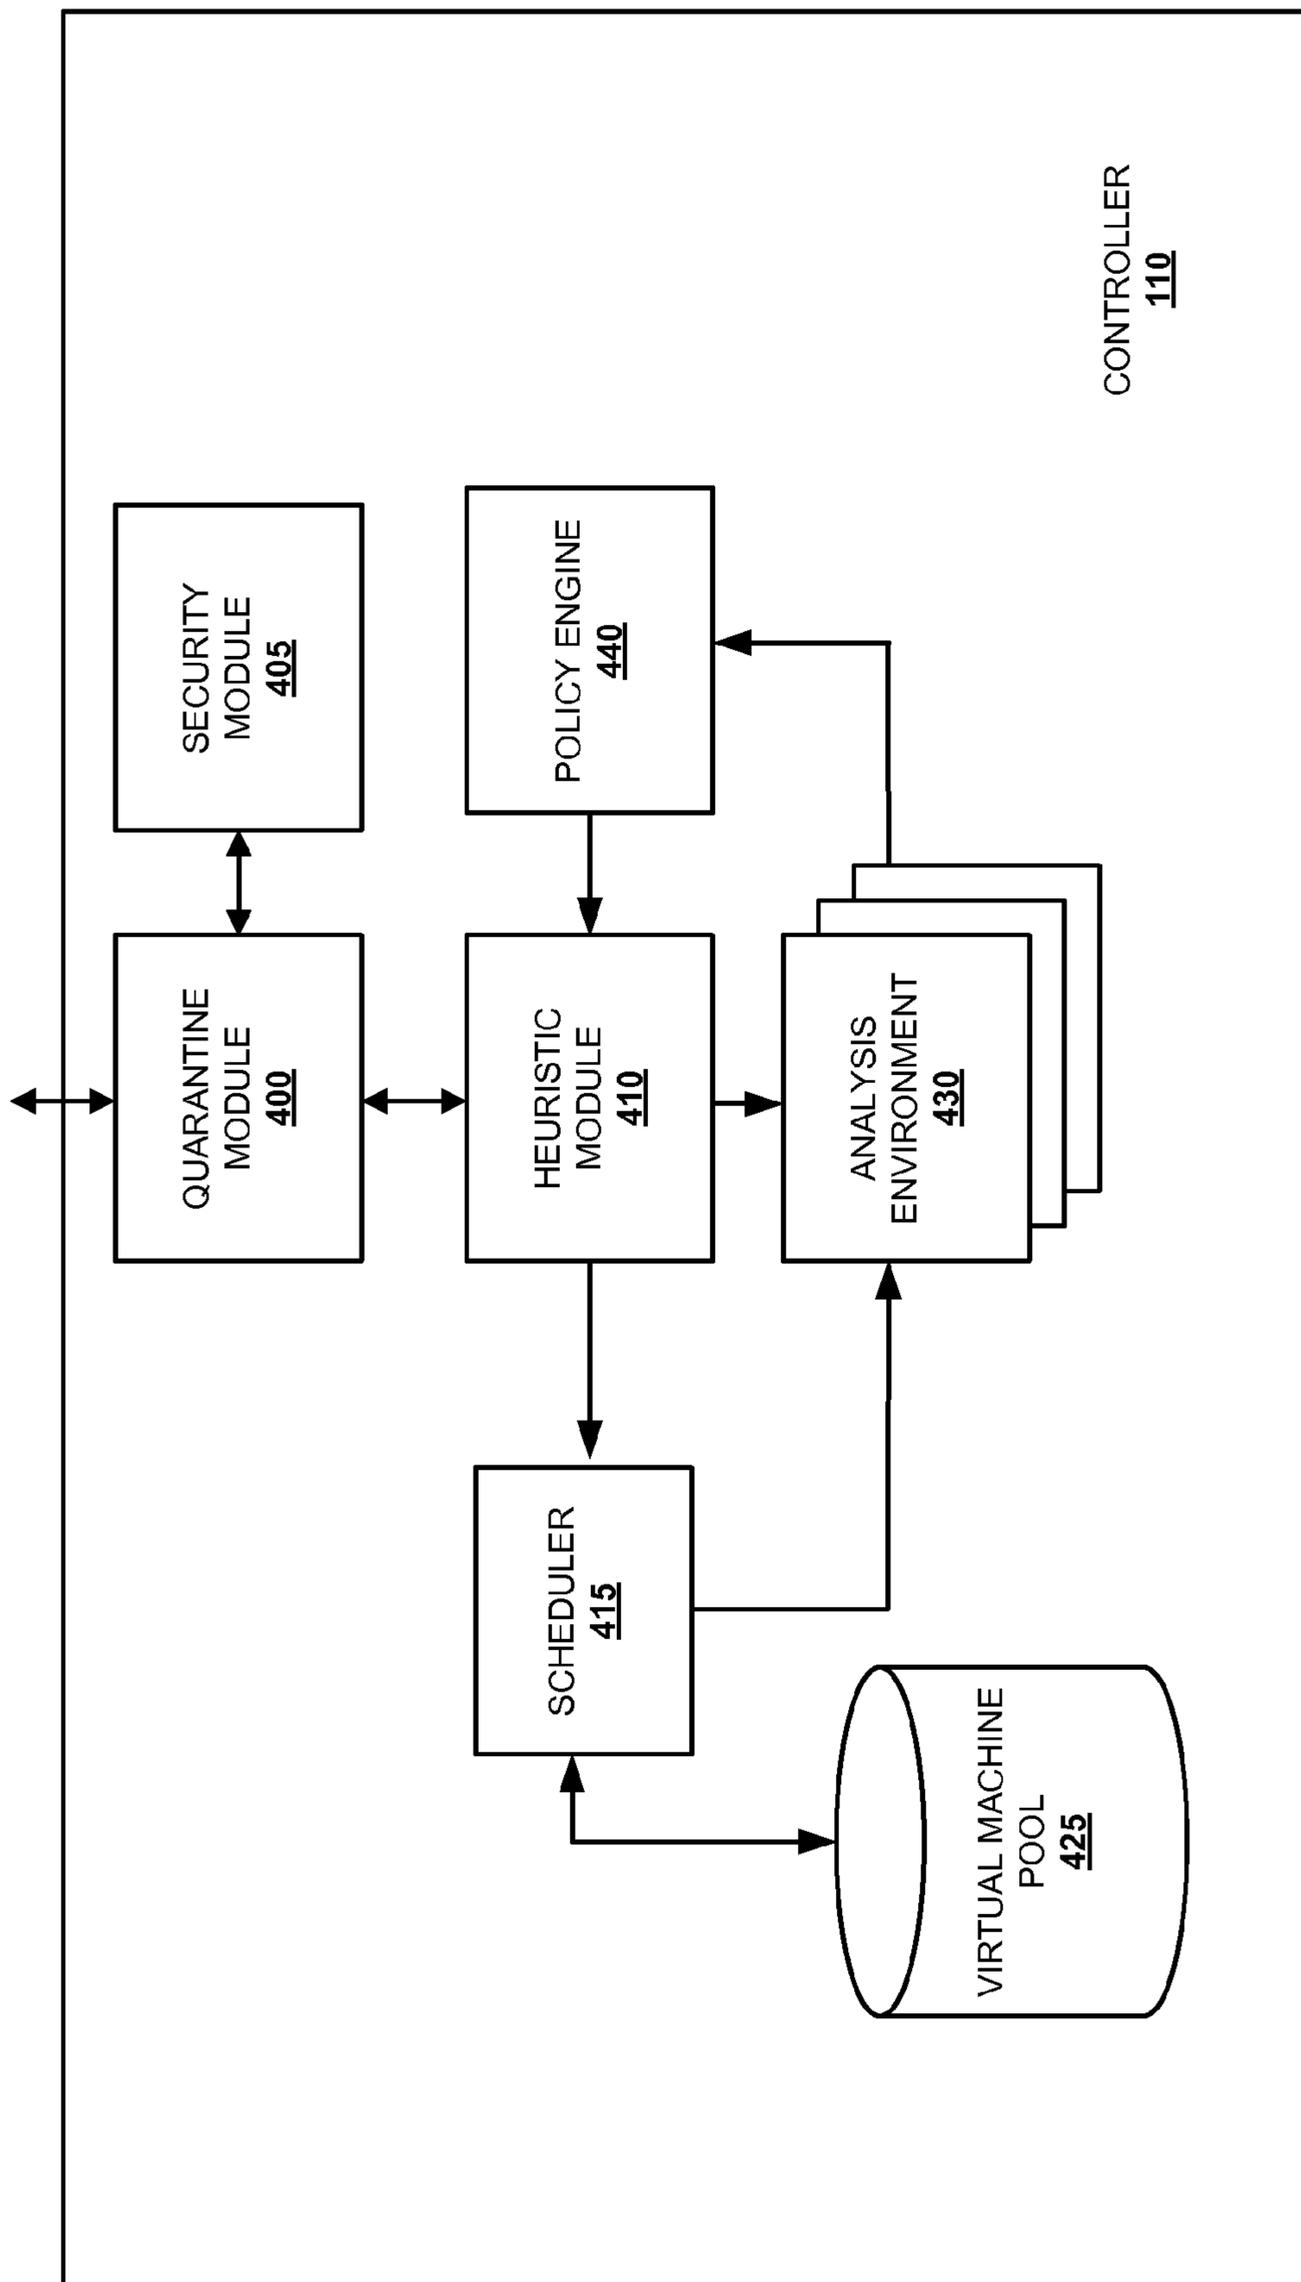 QUARANTINE
MODULE
400
SECURITY
MODULE
405
SCHEDULER
415
HEURISTIC
MODULE
410
POLICY ENGINE
440
VIRTUAL MACHINE
POOL
425
ANALYSIS
ENVIRONMENT
430
CONTROLLER
110